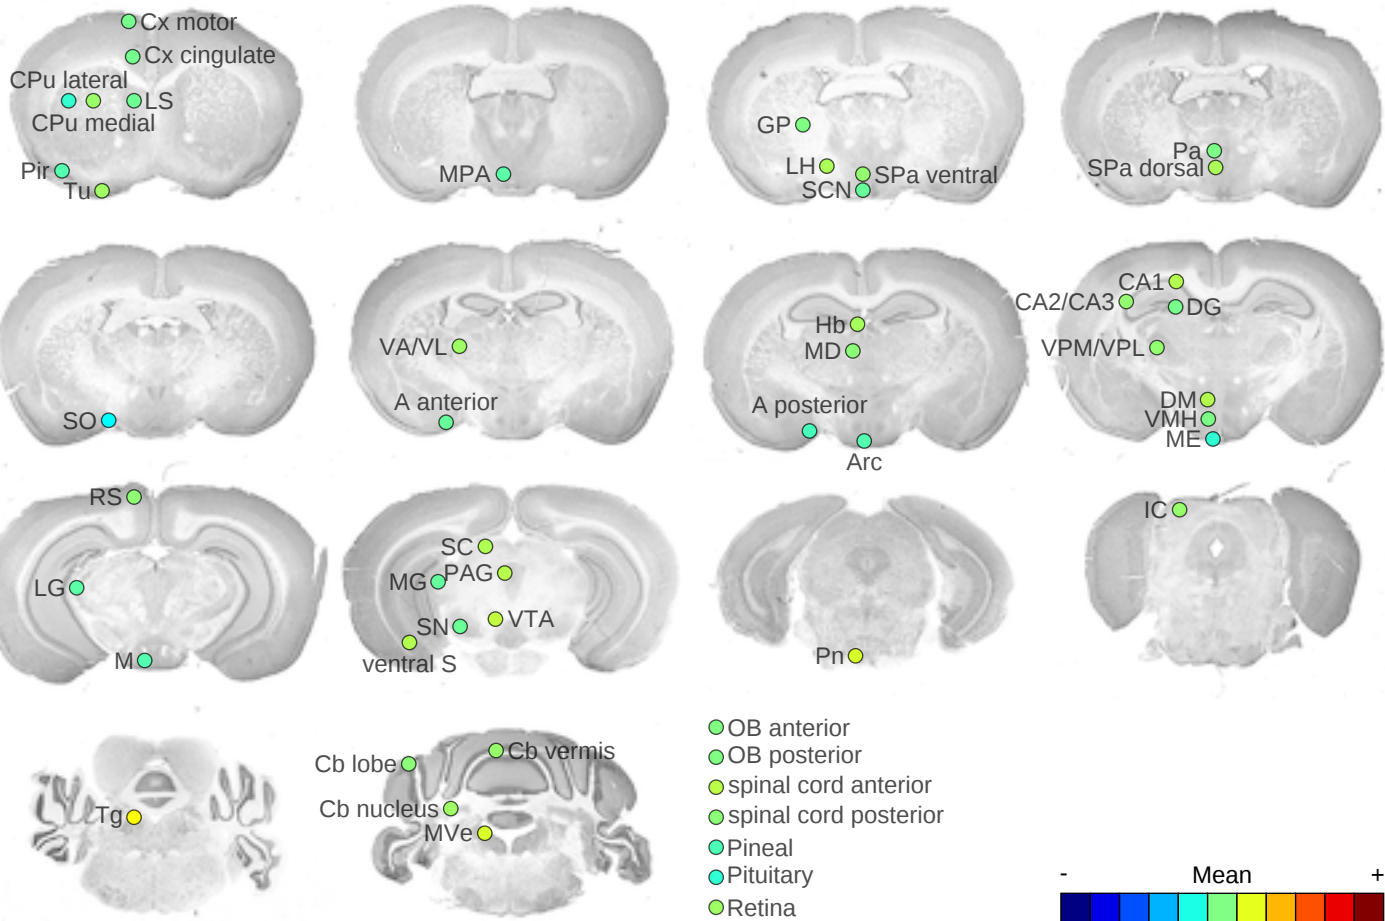 Cx motor
Cx cingulate
CPu lateral
LS
CPu medial
Pir
Tu
MPA
GP
LH
SPa ventral
SCN
Pa
SPa dorsal
SO
VA/VL
A anterior
Hb
MD
A posterior
Arc
CA1
CA2/CA3
DG
VPM/VPL
DM
VMH
ME
RS
LG
M
SC
PAG
MG
VTA
SN
ventral S
Pn
IC
Tg
Cb vermis
Cb lobe
Cb nucleus
MVe
OB anterior
OB posterior
spinal cord anterior
spinal cord posterior
Pineal
Pituitary
Retina
- Mean +